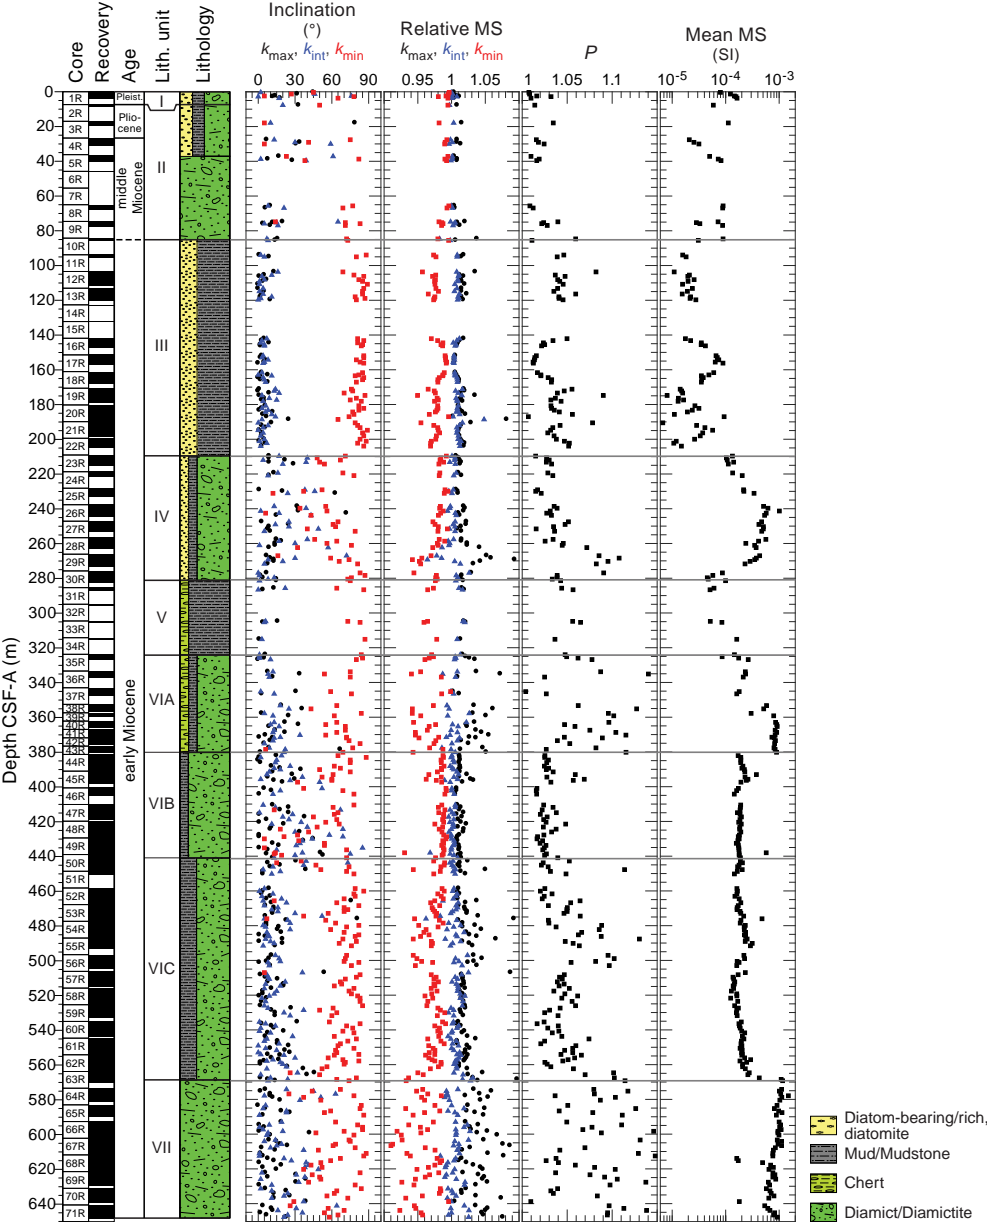 Inclination
(°)
kmax, kint, kmin
Relative MS
kmax, kint, kmin
P
Mean MS
(SI)
Core
Recovery
Age
Lith. unit
Lithology
0 30 60 90
0.95 1 1.05
1 1.05 1.1
10-5 10-4 10-3
Depth CSF-A (m)
0
20
40
60
80
100
120
140
160
180
200
220
240
260
280
300
320
340
360
380
400
420
440
460
480
500
520
540
560
580
600
620
640
1R
2R
3R
4R
5R
6R
7R
8R
9R
10R
11R
12R
13R
14R
15R
16R
17R
18R
19R
20R
21R
22R
23R
24R
25R
26R
27R
28R
29R
30R
31R
32R
33R
34R
35R
36R
37R
38R
39R
40R
41R
42R
43R
44R
45R
46R
47R
48R
49R
50R
51R
52R
53R
54R
55R
56R
57R
58R
59R
60R
61R
62R
63R
64R
65R
66R
67R
68R
69R
70R
71R
Pleist.
Plio-
cene
middle
Miocene
early Miocene
I
II
III
IV
V
VIA
VIB
VIC
VII
Diatom-bearing/rich,
diatomite
Mud/Mudstone
Chert
Diamict/Diamictite